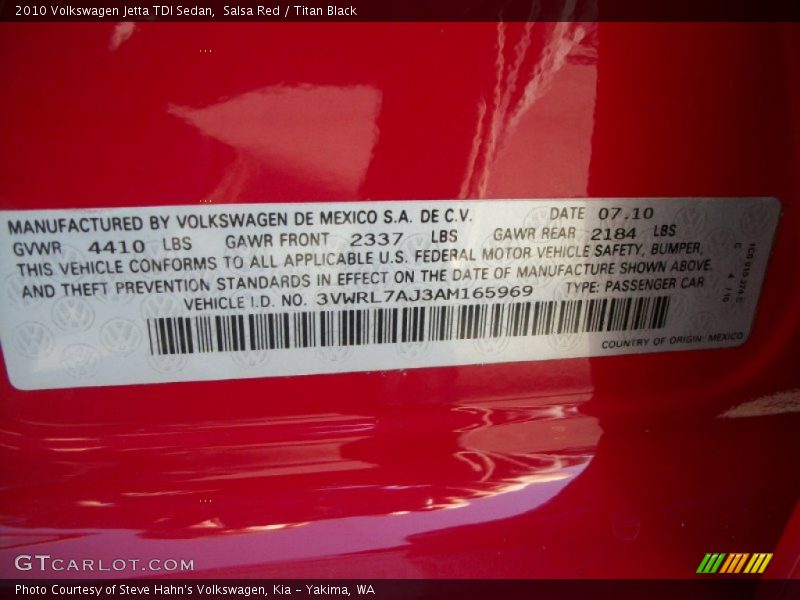 2010 Volkswagen Jetta TDI Sedan,  Salsa Red / Titan Black
MANUFACTURED BY VOLKSWAGEN DE MEXICO S.A. DE C.V. DATE 07.10
GVWR 4410 LBS GAWR FRONT 2337 LBS GAWR REAR 2184 LBS
THIS VEHICLE CONFORMS TO ALL APPLICABLE U.S. FEDERAL MOTOR VEHICLE SAFETY, BUMPER,
AND THEFT PREVENTION STANDARDS IN EFFECT ON THE DATE OF MANUFACTURE SHOWN ABOVE.
VEHICLE I.D. NO. 3VWRL7AJ3AM165969 TYPE: PASSENGER CAR
COUNTRY OF ORIGIN: MEXICO
GTCARLOT.COM
Photo Courtesy of Steve Hahn's Volkswagen, Kia – Yakima, WA